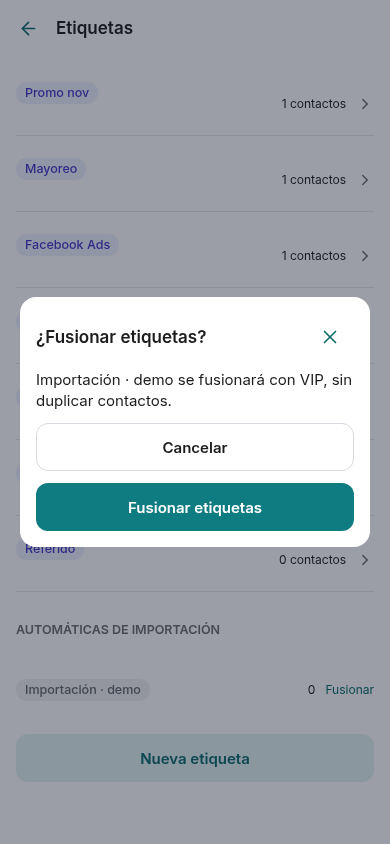 Etiquetas
Promo nov
1 contactos
Mayoreo
1 contactos
Facebook Ads
1 contactos
¿Fusionar etiquetas?
Importación · demo se fusionará con VIP, sin
duplicar contactos.
Cancelar
Fusionar etiquetas
Referido
0 contactos
AUTOMÁTICAS DE IMPORTACIÓN
Importación · demo
0 Fusionar
Nueva etiqueta